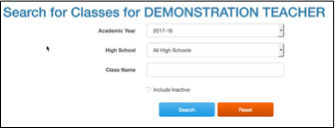 Search for Classes for DEMONSTRATION TEACHER
Academic Year 2017-18
High School All High Schools
Class Name
Include Inactive
Search Reset